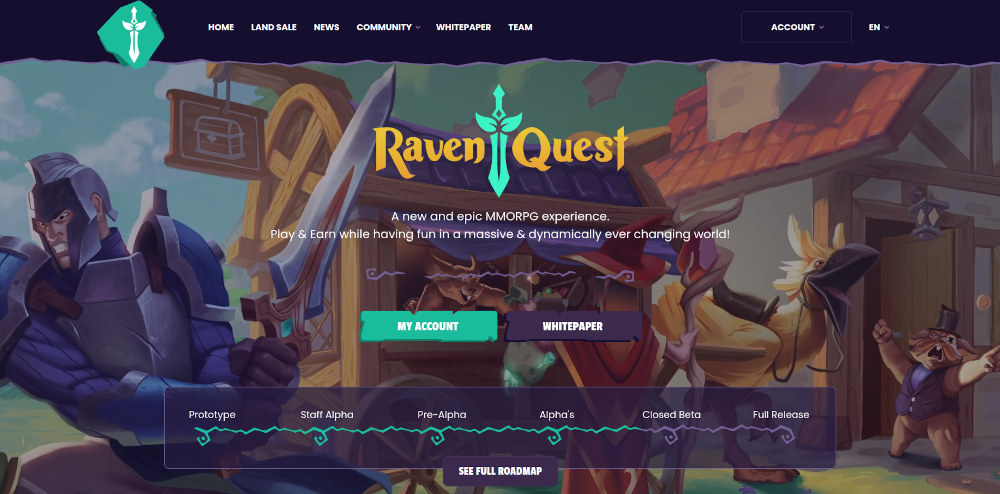 HOME LAND SALE NEWS COMMUNITY WHITEPAPER TEAM ACCOUNT EN
RAVEN QUEST
A new and epic MMORPG experience.
Play & Earn while having fun in a massive & dynamically ever changing world!
MY ACCOUNT WHITEPAPER
Prototype Staff Alpha Pre-Alpha Alpha's Closed Beta Full Release
SEE FULL ROADMAP